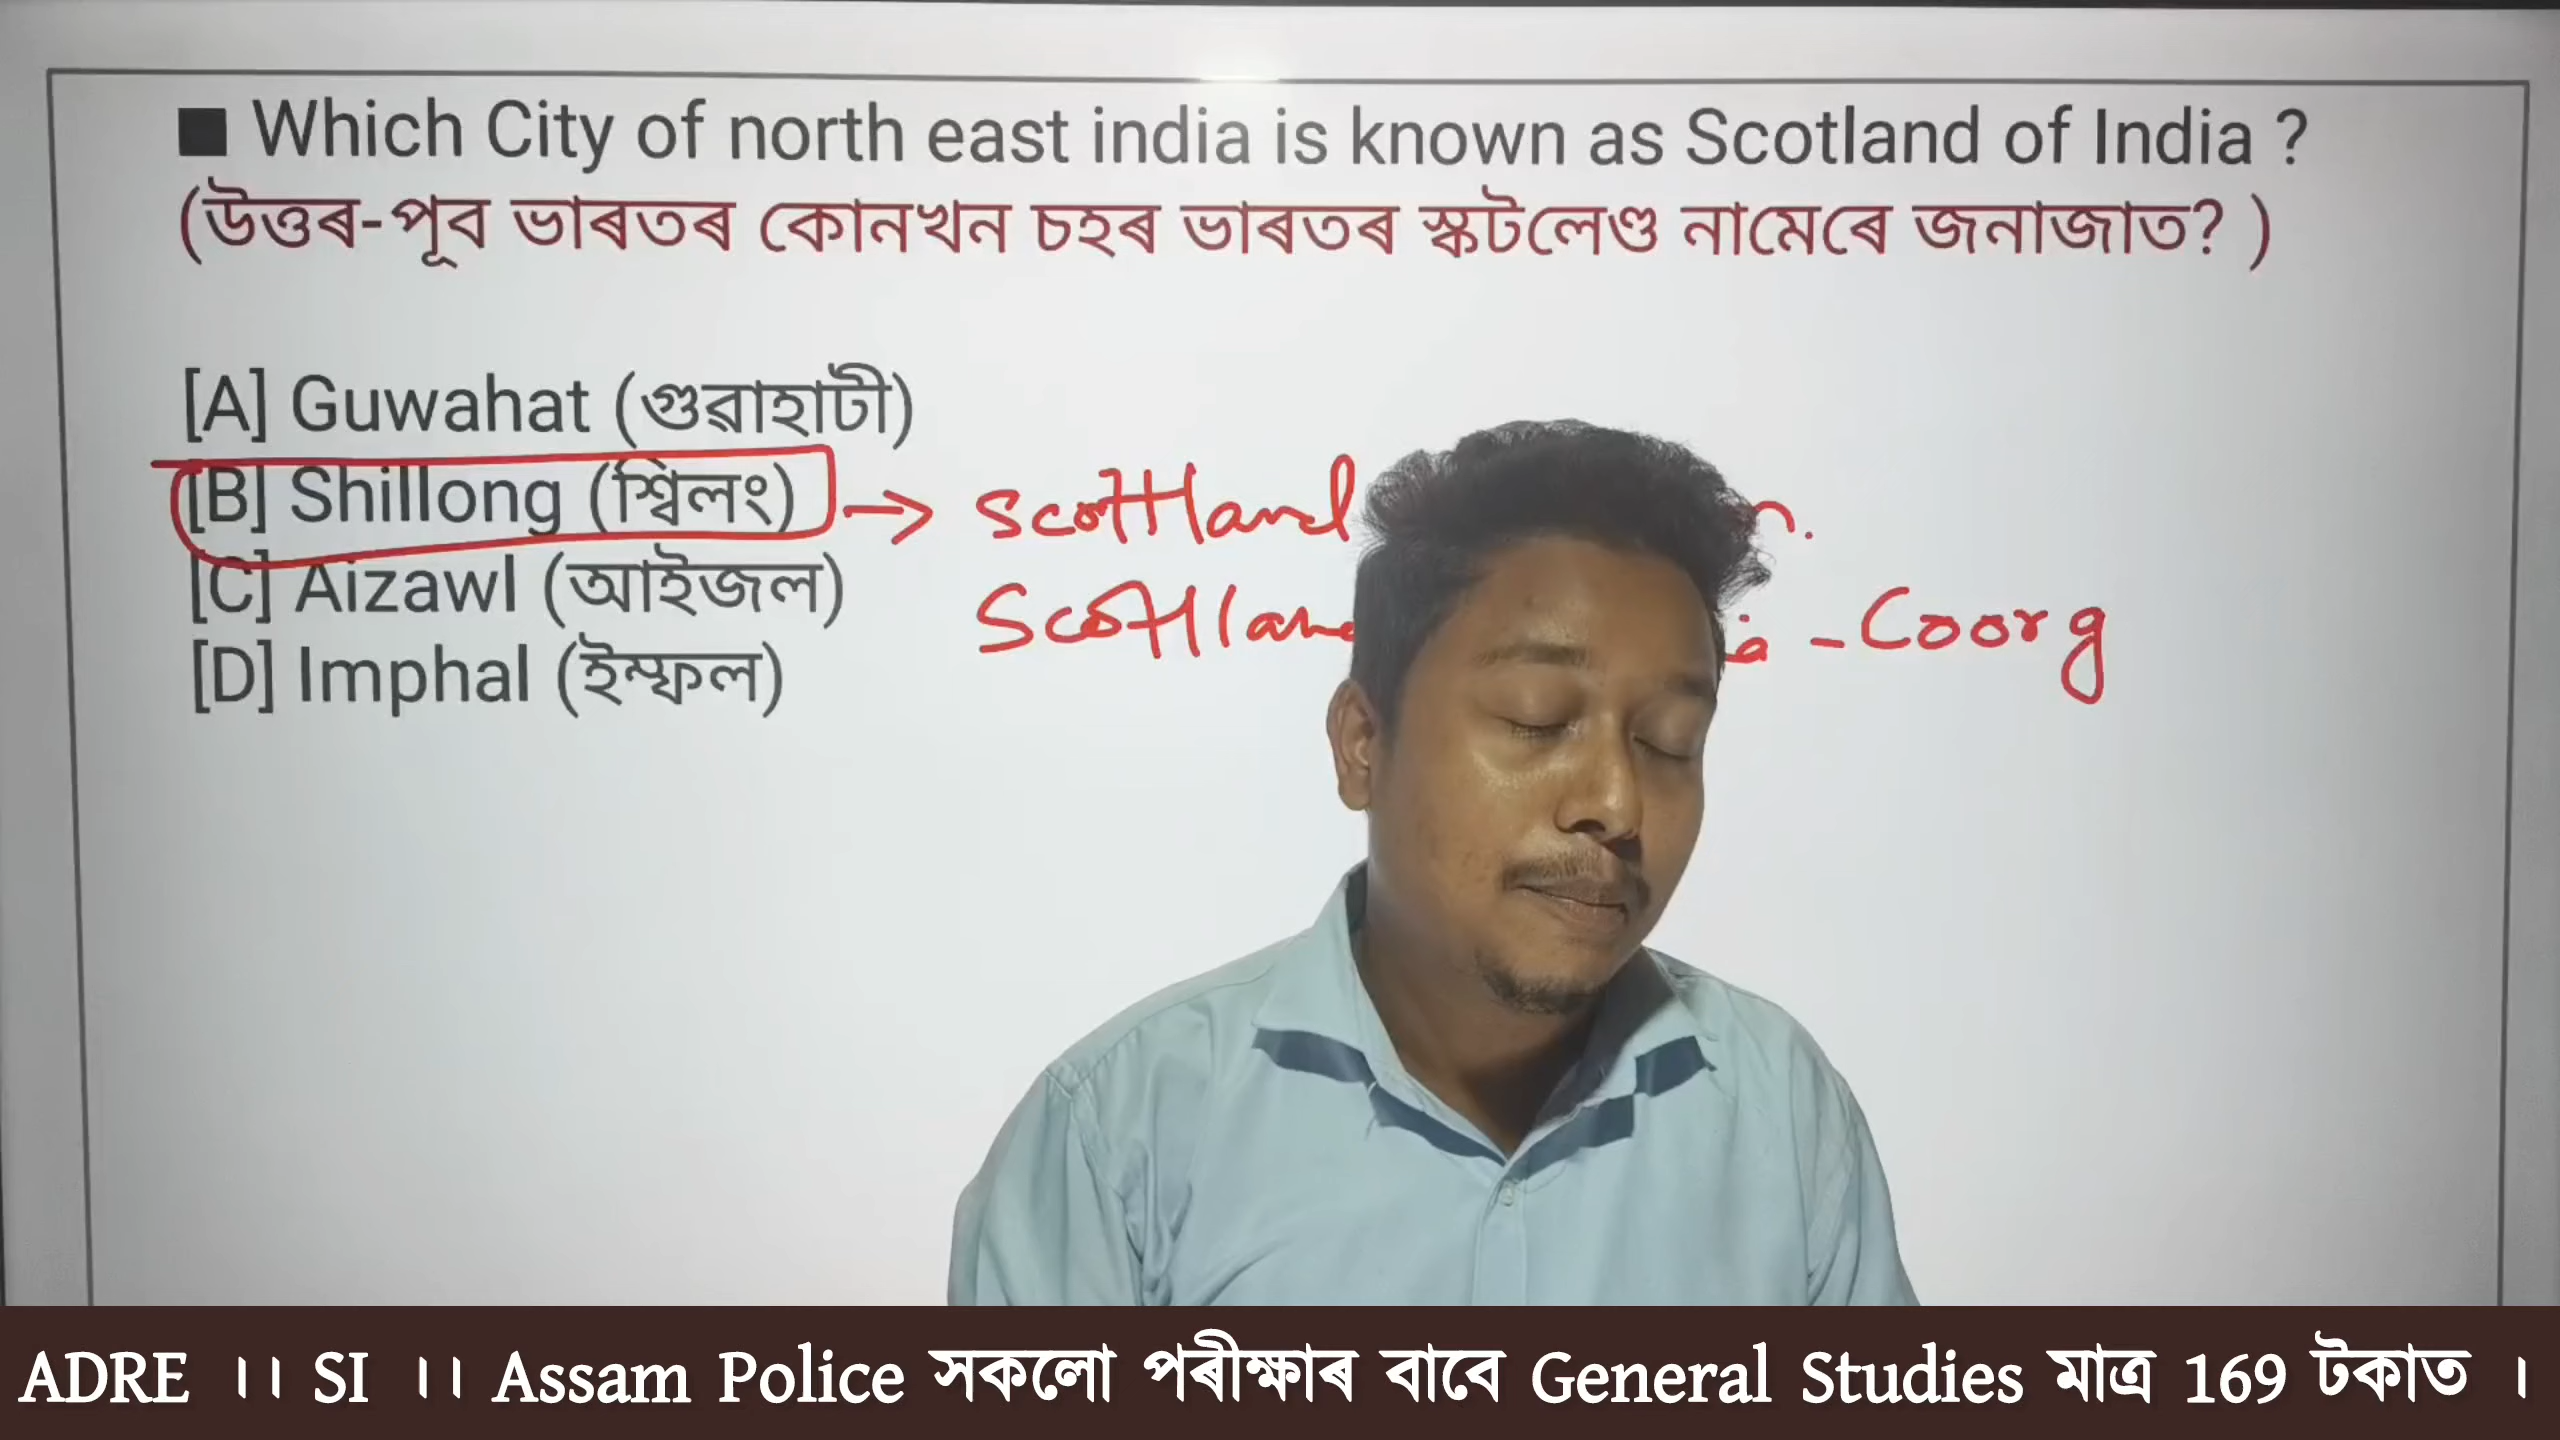 ■ Which City of north east india is known as Scotland of India ?
(উত্তৰ-পূব ভাৰতৰ কোনখন চহৰ ভাৰতৰ স্কটলেণ্ড নামেৰে জনাজাত? )
[A] Guwahat (গুৱাহাটী)
[B] Shillong (শ্বিলং) → scottland
[C] Aizawl (আইজল)
[D] Imphal (ইম্ফল)
- Coorg
ADRE ।। SI ।। Assam Police সকলো পৰীক্ষাৰ বাবে General Studies মাত্ৰ 169 টকাত ।